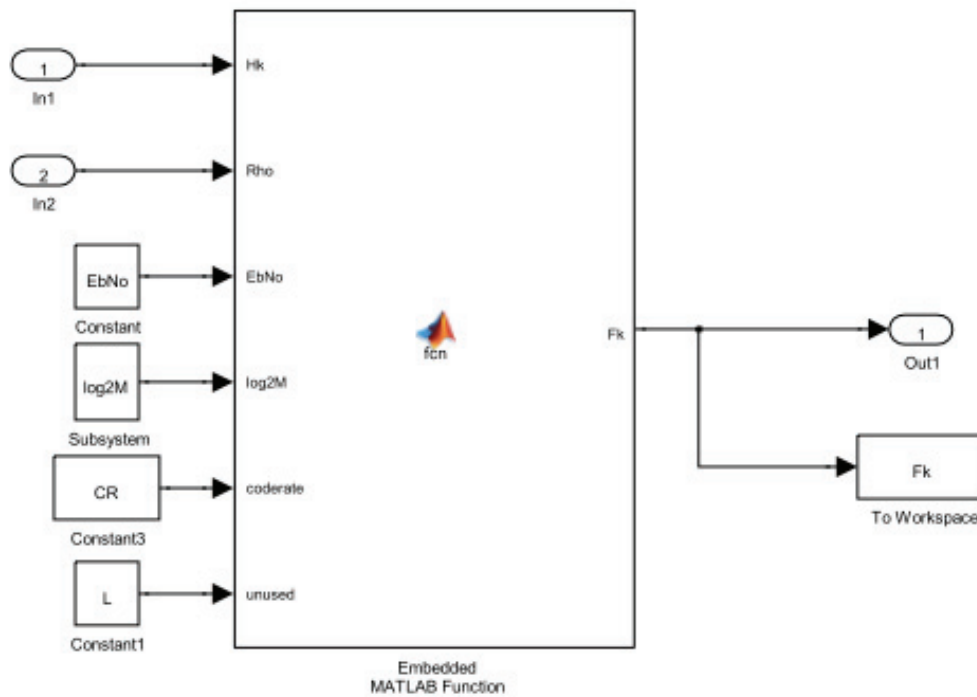 1
In1
Hk
2
In2
Rho
EbNo
Constant
EbNo
log2M
Subsystem
log2M
CR
Constant3
coderate
L
Constant1
unused
fcn
Fk
1
Out1
Fk
To Workspace
Embedded
MATLAB Function